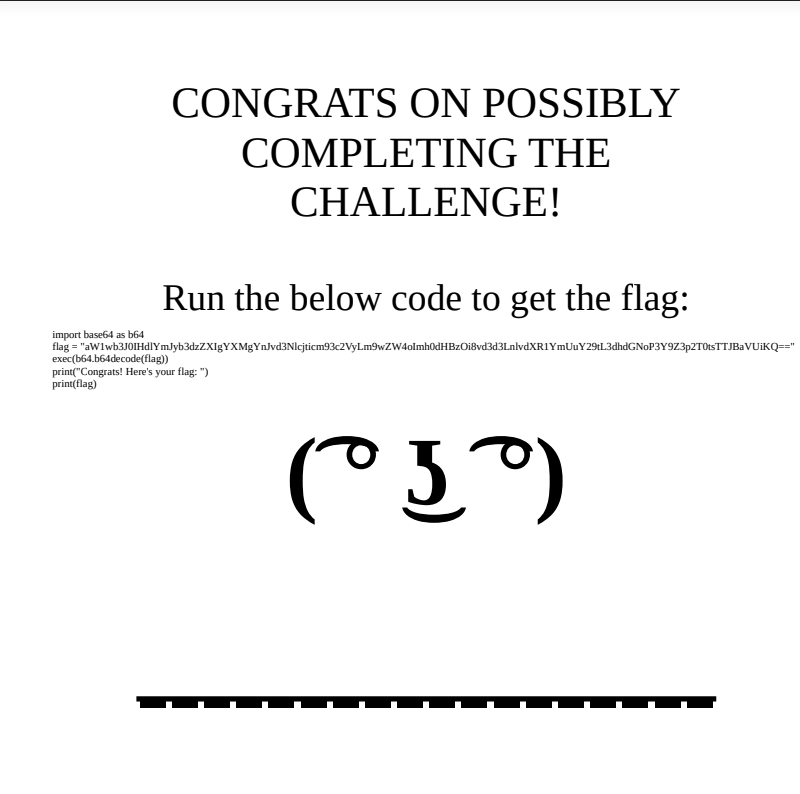 CONGRATS ON POSSIBLY
COMPLETING THE
CHALLENGE!
Run the below code to get the flag:
import base64 as b64
flag = "aW1wb3J0IHdlYmJyb3dzZXIgYXMgYnJvd3Nlcjticm93c2VyLm9wZW4oImh0dHBzOi8vd3d3LnlvdXR1YmUuY29tL3dhdGNoP3Y9Z3p2T0tsTTJBaVUiKQ=="
exec(b64.b64decode(flag))
print("Congrats! Here's your flag: ")
print(flag)
( ͡° ͜ʖ ͡°)